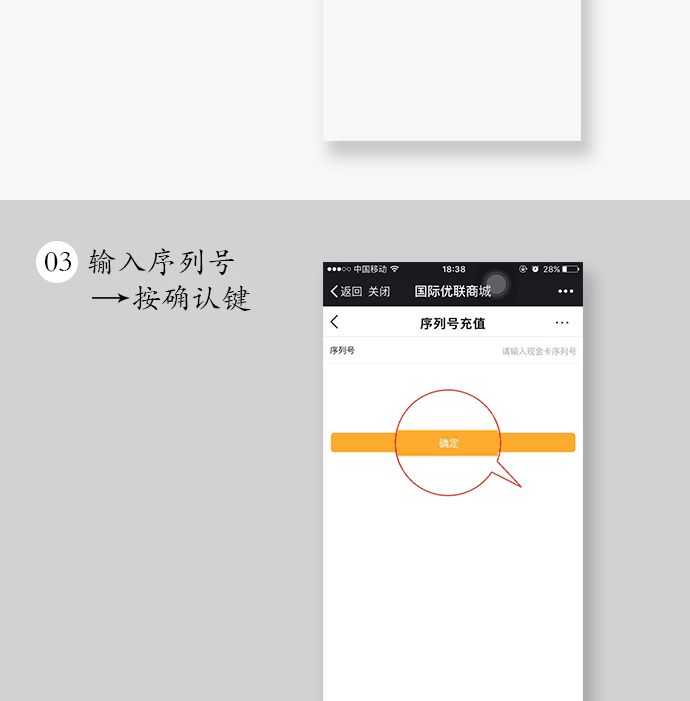 03 输入序列号
→按确认键
中国移动 18:38 28%
返回 关闭 国际优联商城
序列号充值
序列号 请输入现金卡序列号
确定